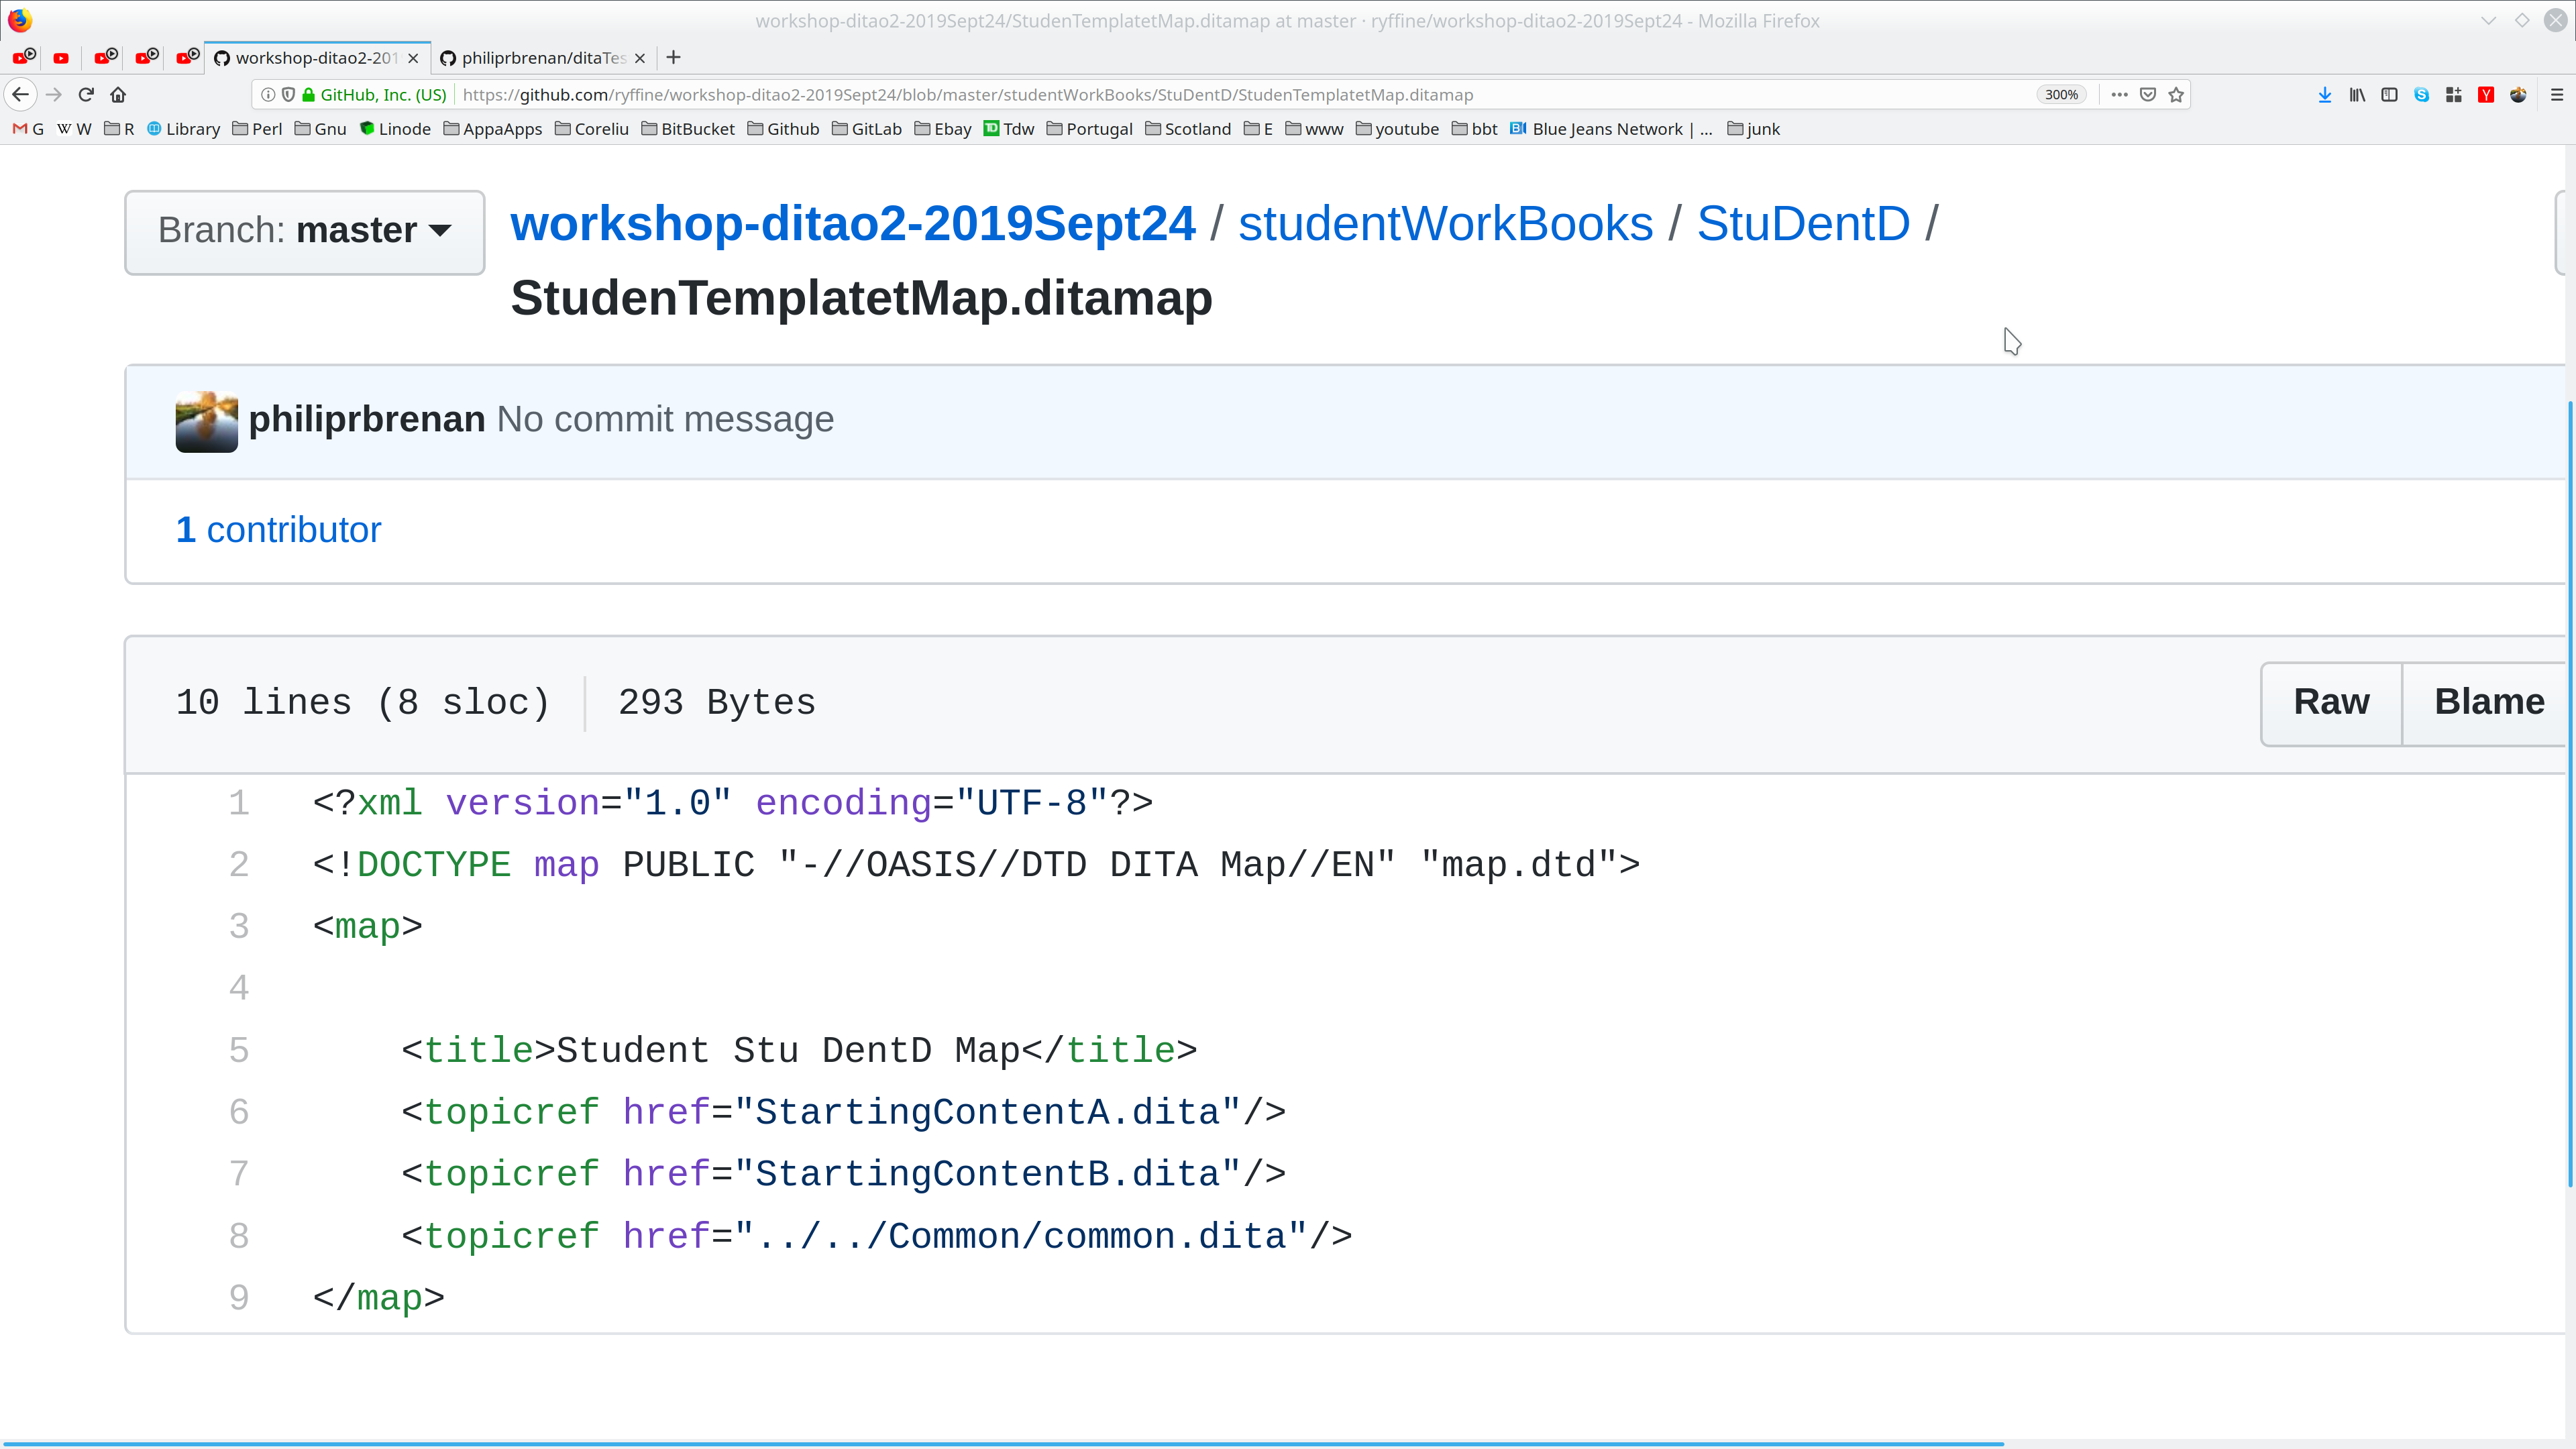 workshop-ditao2-2019Sept24/StudenTemplatetMap.ditamap at master · ryffine/workshop-ditao2-2019Sept24 - Mozilla Firefox
workshop-ditao2-201
philiprbrenan/ditaTes
GitHub, Inc. (US) https://github.com/ryffine/workshop-ditao2-2019Sept24/blob/master/studentWorkBooks/StuDentD/StudenTemplatetMap.ditamap 300%
G W W R Library Perl Gnu Linode AppaApps Coreliu BitBucket Github GitLab Ebay TD Tdw Portugal Scotland E www youtube bbt Blue Jeans Network | ... junk
Branch: master workshop-ditao2-2019Sept24 / studentWorkBooks / StuDentD /
StudenTemplatetMap.ditamap
philiprbrenan No commit message
1 contributor
10 lines (8 sloc) 293 Bytes Raw Blame
1 <?xml version="1.0" encoding="UTF-8"?>
2 <!DOCTYPE map PUBLIC "-//OASIS//DTD DITA Map//EN" "map.dtd">
3 <map>
4
5 <title>Student Stu DentD Map</title>
6 <topicref href="StartingContentA.dita"/>
7 <topicref href="StartingContentB.dita"/>
8 <topicref href="../../Common/common.dita"/>
9 </map>